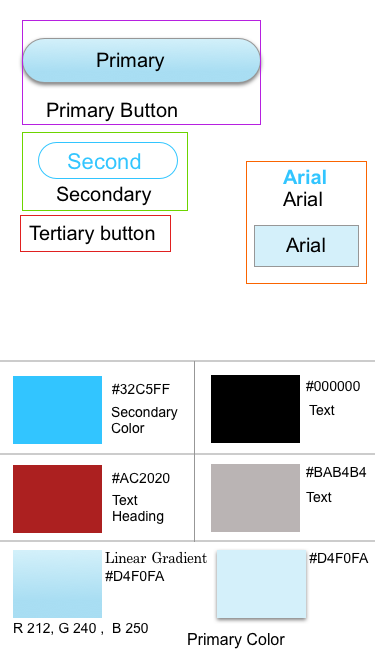 Primary
Primary Button
Second
Secondary
Tertiary button
Arial
Arial
Arial
#32C5FF
Secondary
Color
#000000
Text
#AC2020
Text
Heading
#BAB4B4
Text
Linear Gradient
#D4F0FA
R 212, G 240 ,  B 250
#D4F0FA
Primary Color